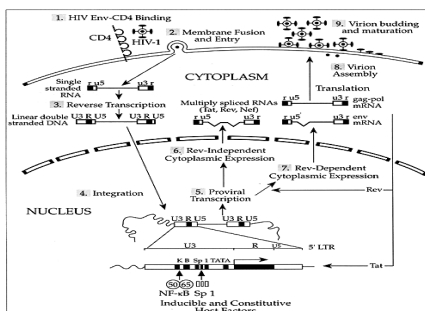 1. HIV Env-CD4 Binding
CD4
HIV-1
2. Membrane Fusion
and Entry
9. Virion budding
and maturation
8. Virion
Assembly
CYTOPLASM
Single
stranded
RNA
r u5
u3 r
Translation
Multiply spliced RNAs
(Tat, Rev, Nef)
r u5
u3 r
gag-pol
mRNA
3. Reverse Transcription
Linear double
stranded DNA
U3 R U5
U3 R U5
r u5
u3 r
r u5
u3 r
env
mRNA
6. Rev-Independent
Cytoplasmic Expression
7. Rev-Dependent
Cytoplasmic Expression
4. Integration
5. Proviral
Transcription
Rev
NUCLEUS
U3 R U5
U3 R U5
U3
R
U5
5' LTR
Κ Β Sp 1 TATA
Tat
50 65
NF-κB Sp 1
Inducible and Constitutive
Host Factors